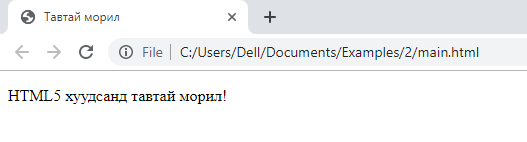 Тавтай морил
File | C:/Users/Dell/Documents/Examples/2/main.html
HTML5 хуудсанд тавтай морил!